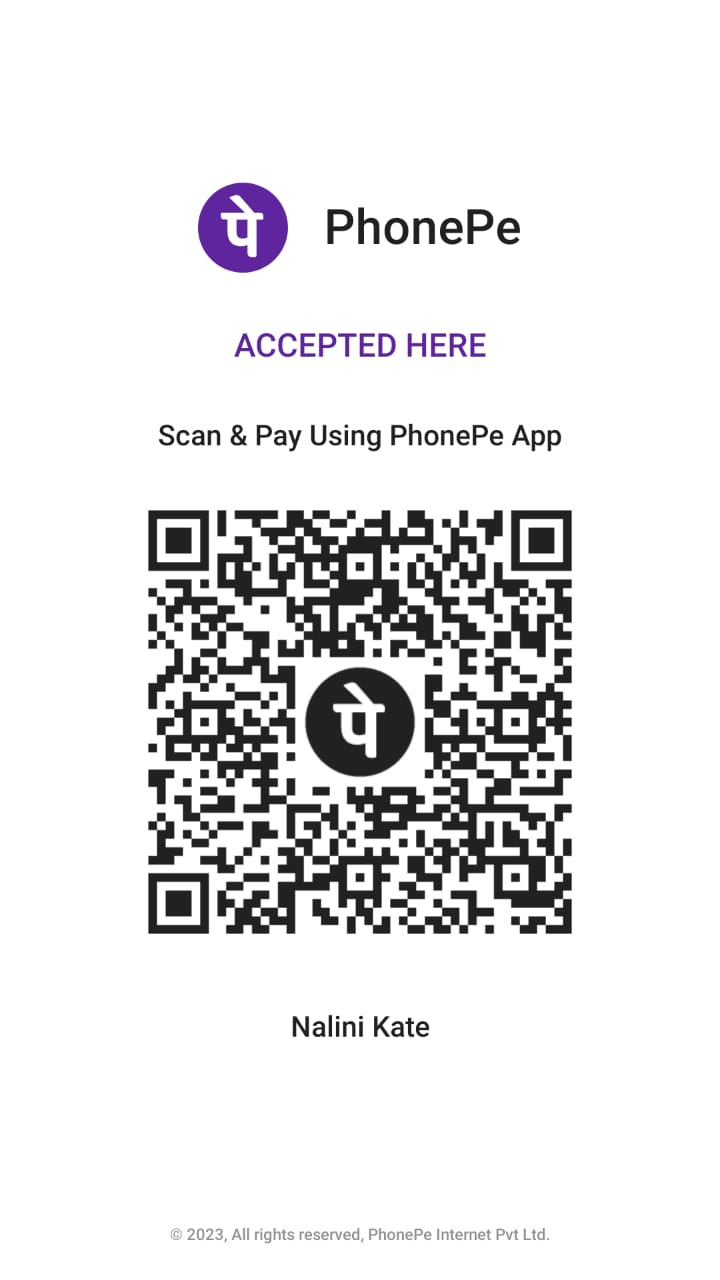 पे PhonePe
ACCEPTED HERE
Scan & Pay Using PhonePe App
पे
Nalini Kate
© 2023, All rights reserved, PhonePe Internet Pvt Ltd.